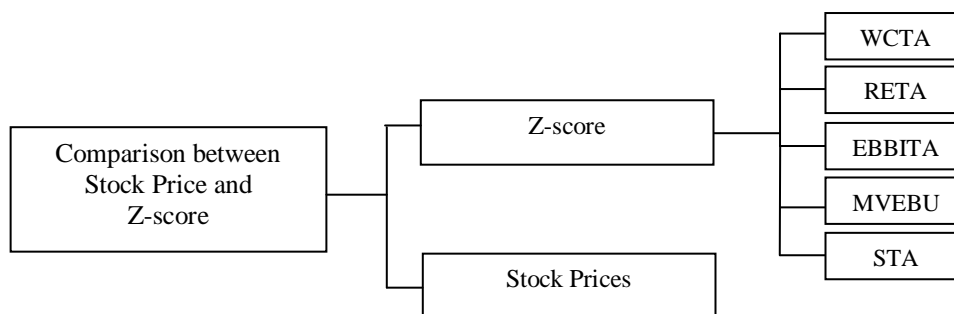 Comparison between
Stock Price and
Z-score
Z-score
Stock Prices
WCTA
RETA
EBBITA
MVEBU
STA